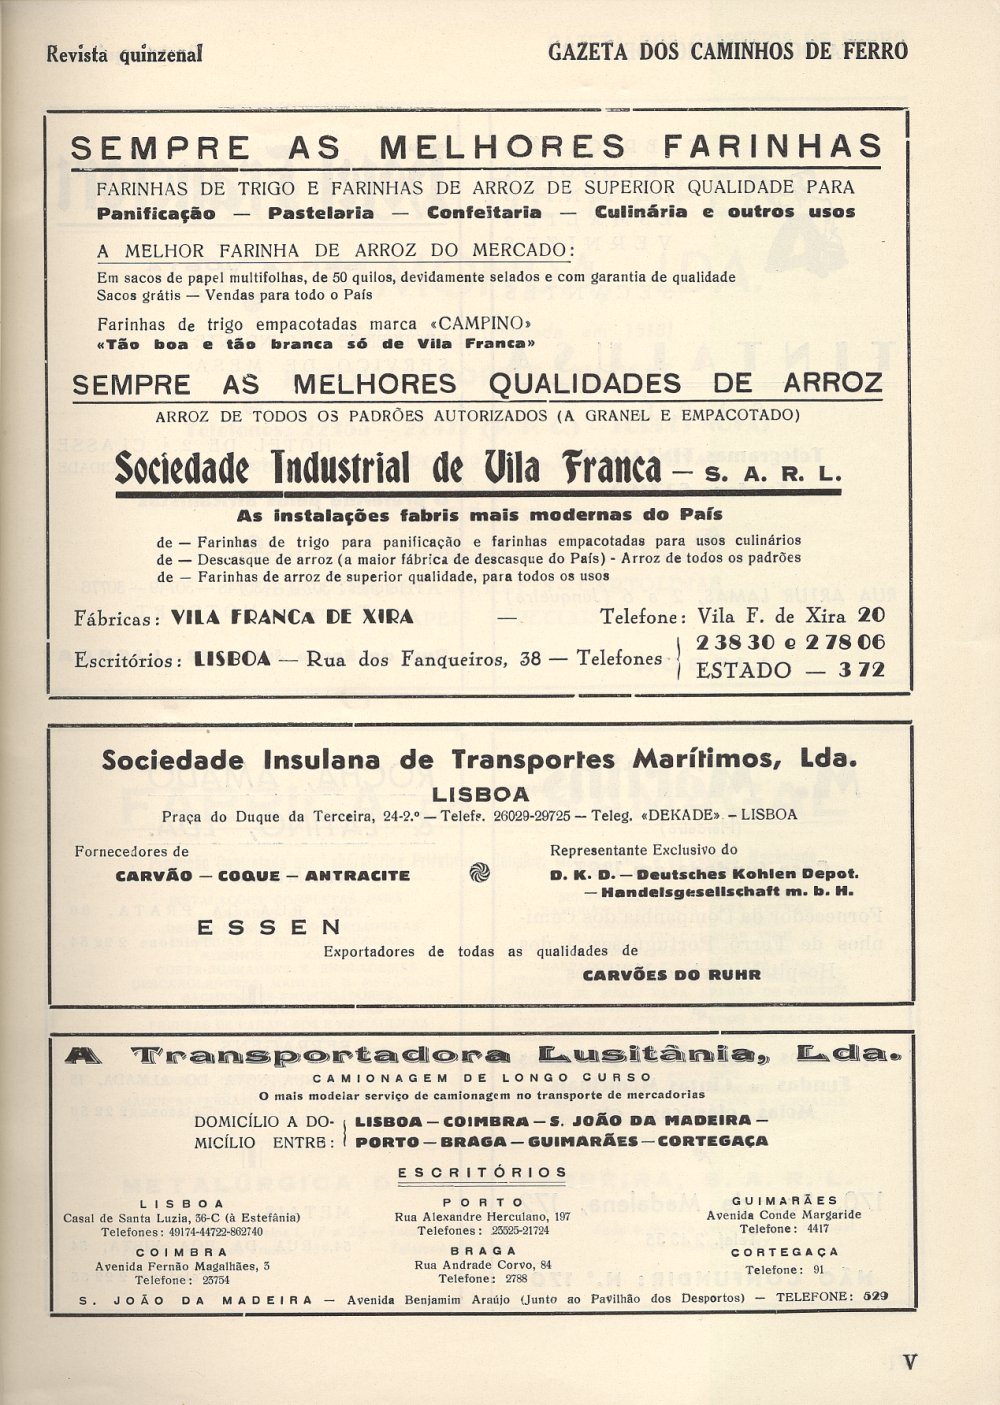 Revista quinzenal
GAZETA DOS CAMINHOS DE FERRO
SEMPRE AS MELHORES FARINHAS
FARINHAS DE TRIGO E FARINHAS DE ARROZ DE SUPERIOR QUALIDADE PARA
Panificação — Pastelaria — Confeitaria — Culinária e outros usos
A MELHOR FARINHA DE ARROZ DO MERCADO:
Em sacos de papel multifolhas, de 50 quilos, devidamente selados e com garantia de qualidade
Sacos grátis — Vendas para todo o País
Farinhas de trigo empacotadas marca «CAMPINO»
«Tão boa e tão branca só de Vila Franca»
SEMPRE AS MELHORES QUALIDADES DE ARROZ
ARROZ DE TODOS OS PADRÕES AUTORIZADOS (A GRANEL E EMPACOTADO)
Sociedade Industrial de Vila Franca — S. A. R. L.
As instalações fabris mais modernas do País
de — Farinhas de trigo para panificação e farinhas empacotadas para usos culinários
de — Descasque de arroz (a maior fábrica de descasque do País) - Arroz de todos os padrões
de — Farinhas de arroz de superior qualidade, para todos os usos
Fábricas: VILA FRANCA DE XIRA — Telefone: Vila F. de Xira 20
Escritórios: LISBOA — Rua dos Fanqueiros, 38 — Telefones
2 38 30 e 2 78 06
ESTADO — 3 72
Sociedade Insulana de Transportes Marítimos, Lda.
LISBOA
Praça do Duque da Terceira, 24-2.º — Telefs. 26029-29725 — Teleg. «DEKADE» — LISBOA
Fornecedores de
CARVÃO — COQUE — ANTRACITE
Representante Exclusivo do
D. K. D. — Deutsches Kohlen Depot.
— Handelsgesellschaft m. b. H.
ESSEN
Exportadores de todas as qualidades de
CARVÕES DO RUHR
A Transportadora Lusitânia, Lda.
CAMIONAGEM DE LONGO CURSO
O mais modelar serviço de camionagem no transporte de mercadorias
DOMICÍLIO A DO-
MICÍLIO ENTRE:
LISBOA — COIMBRA — S. JOÃO DA MADEIRA —
PORTO — BRAGA — GUIMARÃES — CORTEGAÇA
ESCRITÓRIOS
LISBOA
Casal de Santa Luzia, 36-C (à Estefânia)
Telefones: 49174-44722-862740
PORTO
Rua Alexandre Herculano, 197
Telefones: 25525-21724
GUIMARÃES
Avenida Conde Margaride
Telefone: 4417
COIMBRA
Avenida Fernão Magalhães, 3
Telefone: 23754
BRAGA
Rua Andrade Corvo, 84
Telefone: 2788
CORTEGAÇA
Telefone: 91
S. JOÃO DA MADEIRA — Avenida Benjamim Araújo (Junto ao Pavilhão dos Desportos) — TELEFONE: 529
V